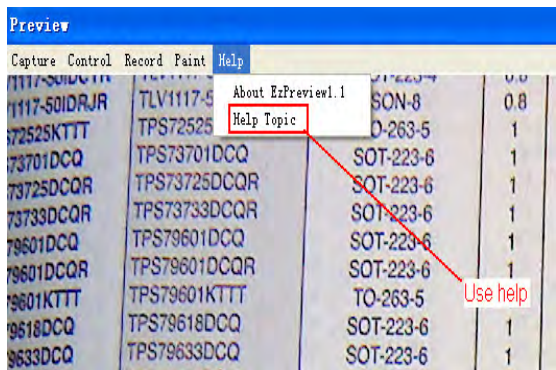 Preview
Capture Control Record Paint Help
About EzPreview1.1
Help Topic
1117-50IDRJR TLV1117-5 SON-8 0.8
72525KTTT TPS72525 O-263-5 1
73701DCQ TPS73701DCQ SOT-223-6 1
73725DCQR TPS73725DCQR SOT-223-6 1
73733DCQR TPS73733DCQR SOT-223-6 1
79601DCQ TPS79601DCQ SOT-223-6 1
79601DCQR TPS79601DCQR SOT-223-6 1
79601KTTT TPS79601KTTT TO-263-5
Use help
79618DCQ TPS79618DCQ SOT-223-6 1
9633DCQ TPS79633DCQ SOT-223-6 1